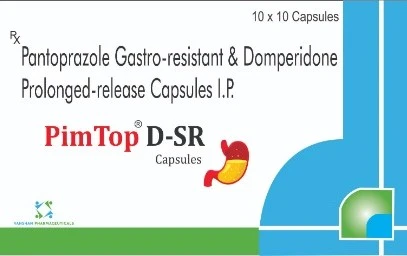 10 x 10 Capsules
Rx
Pantoprazole Gastro-resistant & Domperidone
Prolonged-release Capsules I.P.
PimTop® D-SR
Capsules